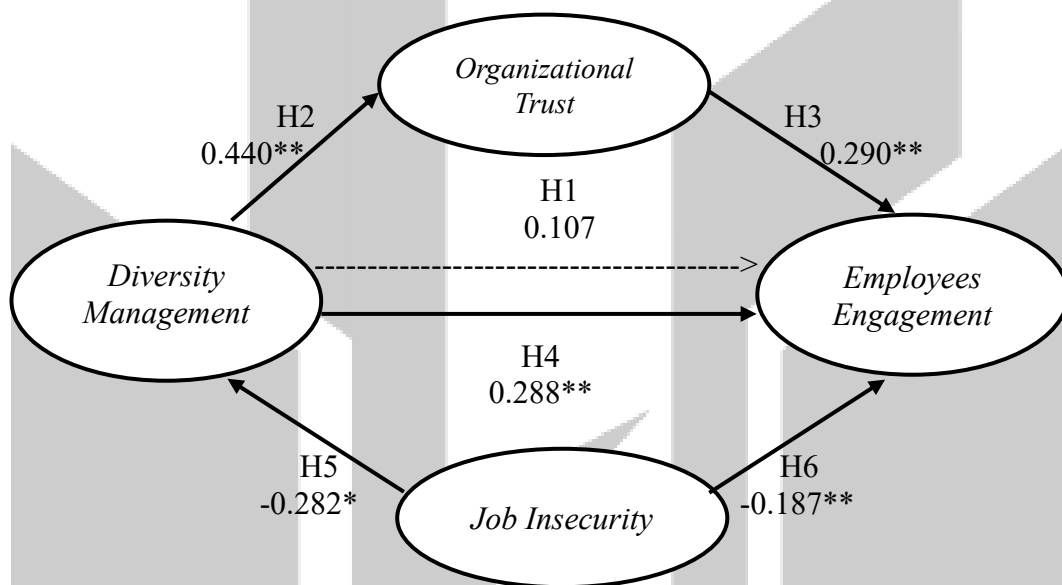 Organizational
Trust
H2
0.440**
H3
0.290**
H1
0.107
Diversity
Management
Employees
Engagement
H4
0.288**
H5
-0.282*
H6
-0.187**
Job Insecurity